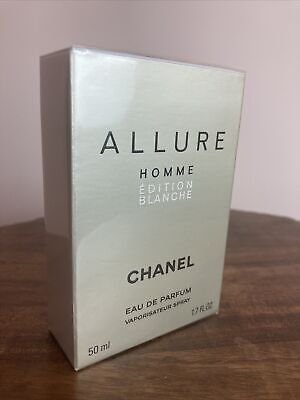 ALLURE
HOMME
ÉDITION
BLANCHE
CHANEL
EAU DE PARFUM
VAPORISATEUR SPRAY
50 ml 1.7 FL. OZ.